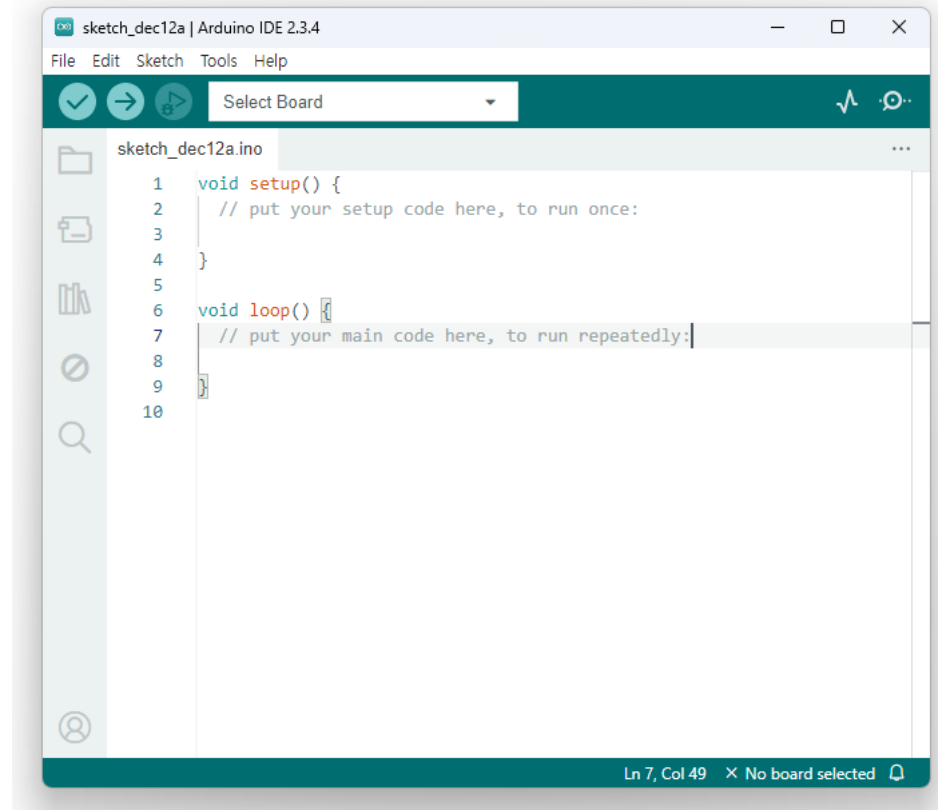 sketch_dec12a | Arduino IDE 2.3.4
File Edit Sketch Tools Help
Select Board
sketch_dec12a.ino
1 void setup() {
2 // put your setup code here, to run once:
3
4 }
5
6 void loop() {
7 // put your main code here, to run repeatedly:
8
9 }
10
Ln 7, Col 49 × No board selected